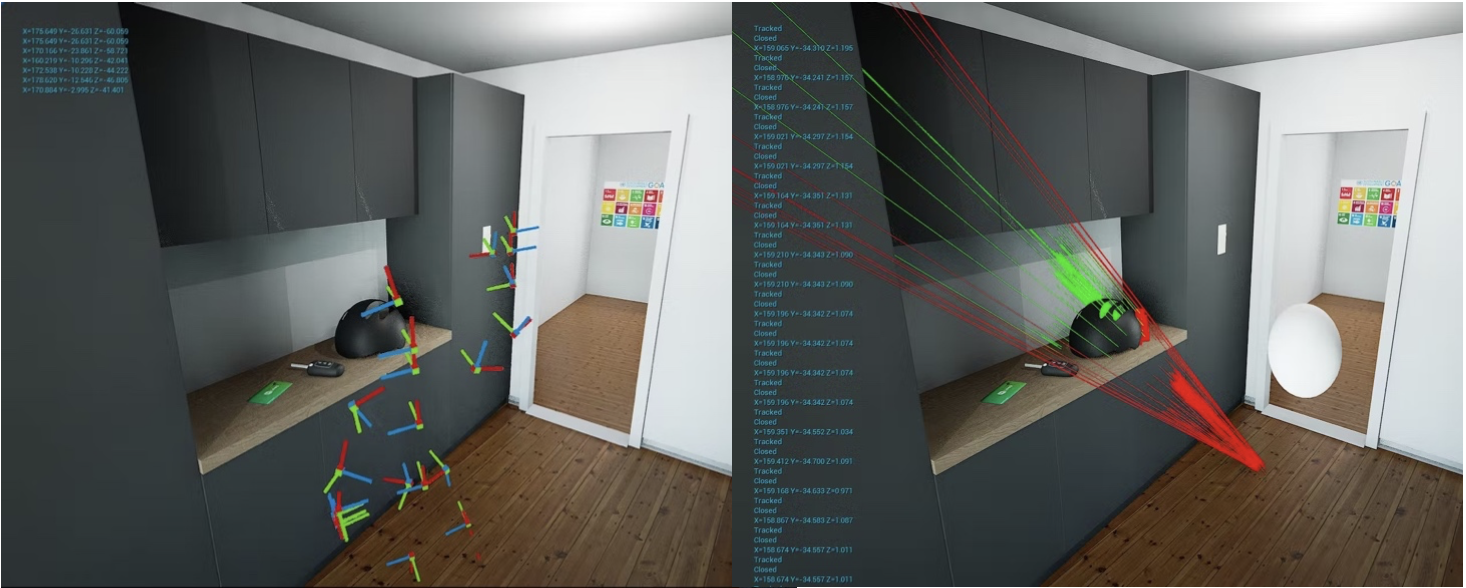 X=179.649 Y=-26.631 Z=-60.099
X=179.649 Y=-26.631 Z=-60.099
X=170.166 Y=-23.861 Z=-58.721
X=160.219 Y=-10.296 Z=-42.041
X=172.538 Y=-10.228 Z=-44.222
X=178.620 Y=-12.546 Z=-46.805
X=170.884 Y=-2.995 Z=-41.401
GOA
Tracked
Closed
X=159.065 Y=-34.310 Z=1.195
Tracked
Closed
X=158.976 Y=-34.241 Z=1.157
Tracked
Closed
X=158.976 Y=-34.241 Z=1.157
Tracked
Closed
X=159.021 Y=-34.297 Z=1.154
Tracked
Closed
X=159.021 Y=-34.297 Z=1.154
Tracked
Closed
X=159.164 Y=-34.351 Z=1.131
Tracked
Closed
X=159.164 Y=-34.351 Z=1.131
Tracked
Closed
X=159.210 Y=-34.343 Z=1.090
Tracked
Closed
X=159.210 Y=-34.343 Z=1.090
Tracked
Closed
X=159.196 Y=-34.342 Z=1.074
Tracked
Closed
X=159.196 Y=-34.342 Z=1.074
Tracked
Closed
X=159.196 Y=-34.342 Z=1.074
Tracked
Closed
X=159.196 Y=-34.342 Z=1.074
Tracked
Closed
X=159.351 Y=-34.552 Z=1.034
Tracked
Closed
X=159.412 Y=-34.700 Z=1.091
Tracked
Closed
X=159.168 Y=-34.633 Z=0.971
Tracked
Closed
X=158.867 Y=-34.583 Z=1.087
Tracked
Closed
X=158.674 Y=-34.557 Z=1.011
Tracked
Closed
X=158.674 Y=-34.557 Z=1.011
GOA